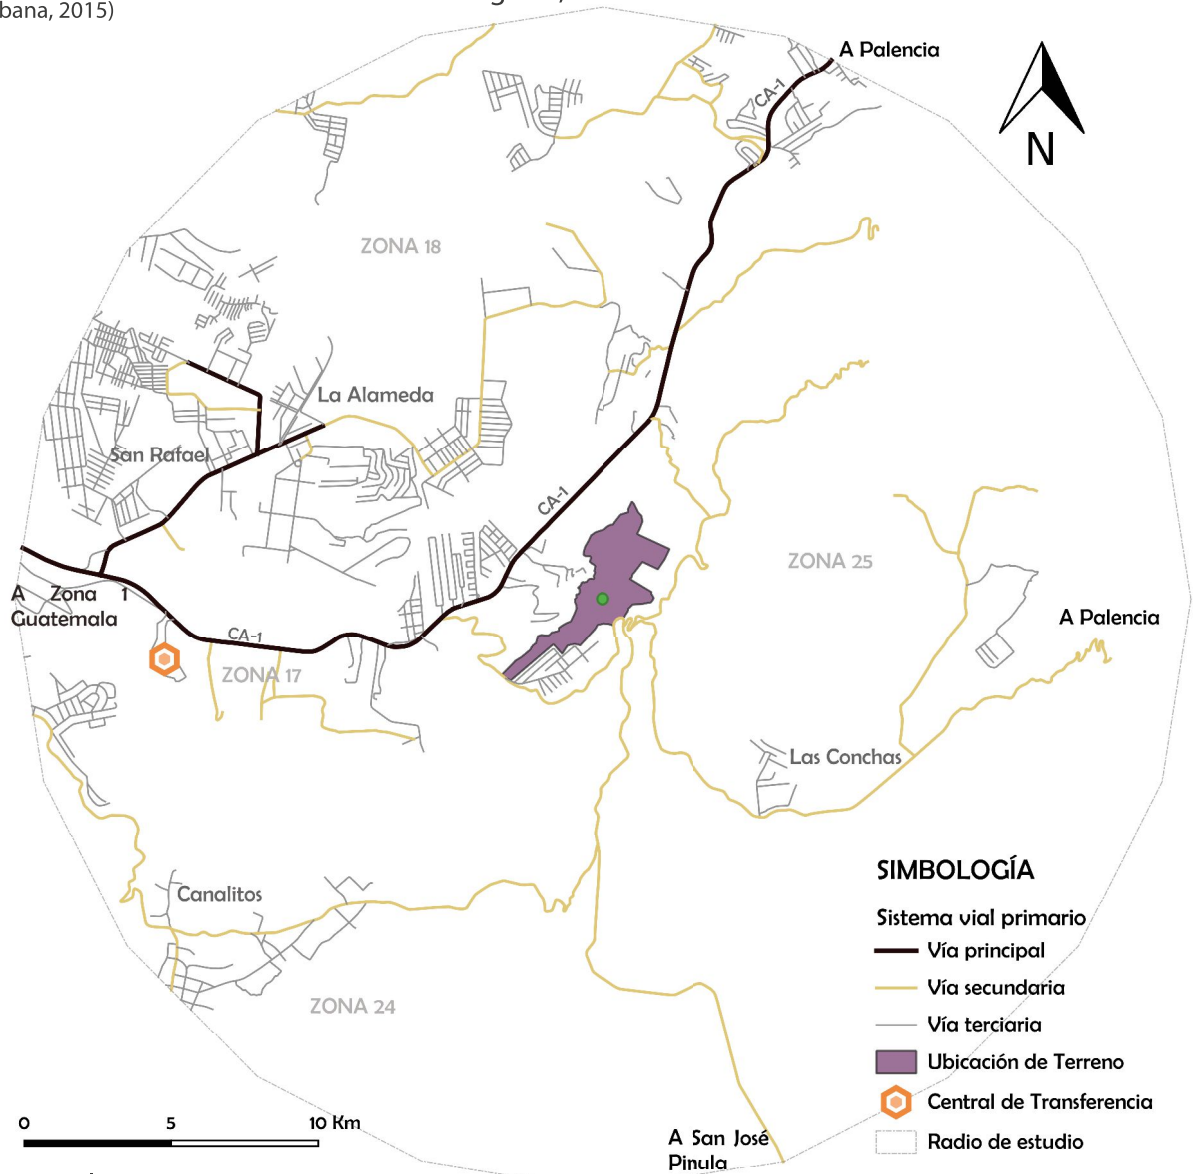 bana, 2015)
A Palencia
CA-1
N
ZONA 18
La Alameda
San Rafael
CA-1
ZONA 25
A Zona 1
Guatemala
A Palencia
CA-1
ZONA 17
Las Conchas
Canalitos
ZONA 24
SIMBOLOGÍA
Sistema vial primario
Vía principal
Vía secundaria
Vía terciaria
Ubicación de Terreno
Central de Transferencia
Radio de estudio
0 5 10 Km
A San José
Pinula